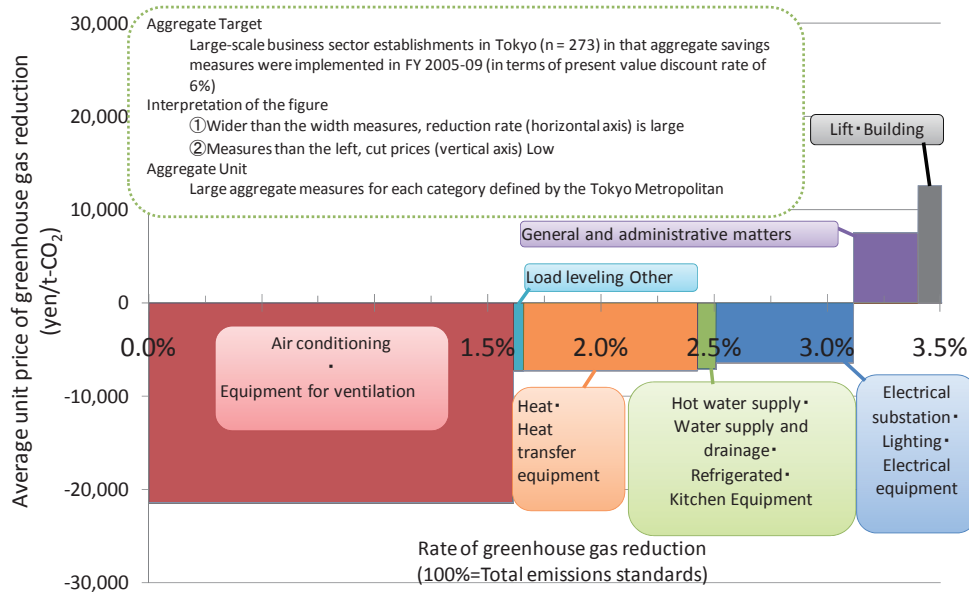 Average unit price of greenhouse gas reduction
(yen/t-CO₂)
30,000
20,000
10,000
0
-10,000
-20,000
-30,000
Aggregate Target
Large-scale business sector establishments in Tokyo (n = 273) in that aggregate savings
measures were implemented in FY 2005-09 (in terms of present value discount rate of
6%)
Interpretation of the figure
①Wider than the width measures, reduction rate (horizontal axis) is large
②Measures than the left, cut prices (vertical axis) Low
Aggregate Unit
Large aggregate measures for each category defined by the Tokyo Metropolitan
Lift・Building
General and administrative matters
Load leveling Other
0.0%
1.5%
2.0%
2.5%
3.0%
3.5%
Air conditioning
・
Equipment for ventilation
Heat・
Heat
transfer
equipment
Hot water supply・
Water supply and
drainage・
Refrigerated・
Kitchen Equipment
Electrical
substation・
Lighting・
Electrical
equipment
Rate of greenhouse gas reduction
(100%=Total emissions standards)